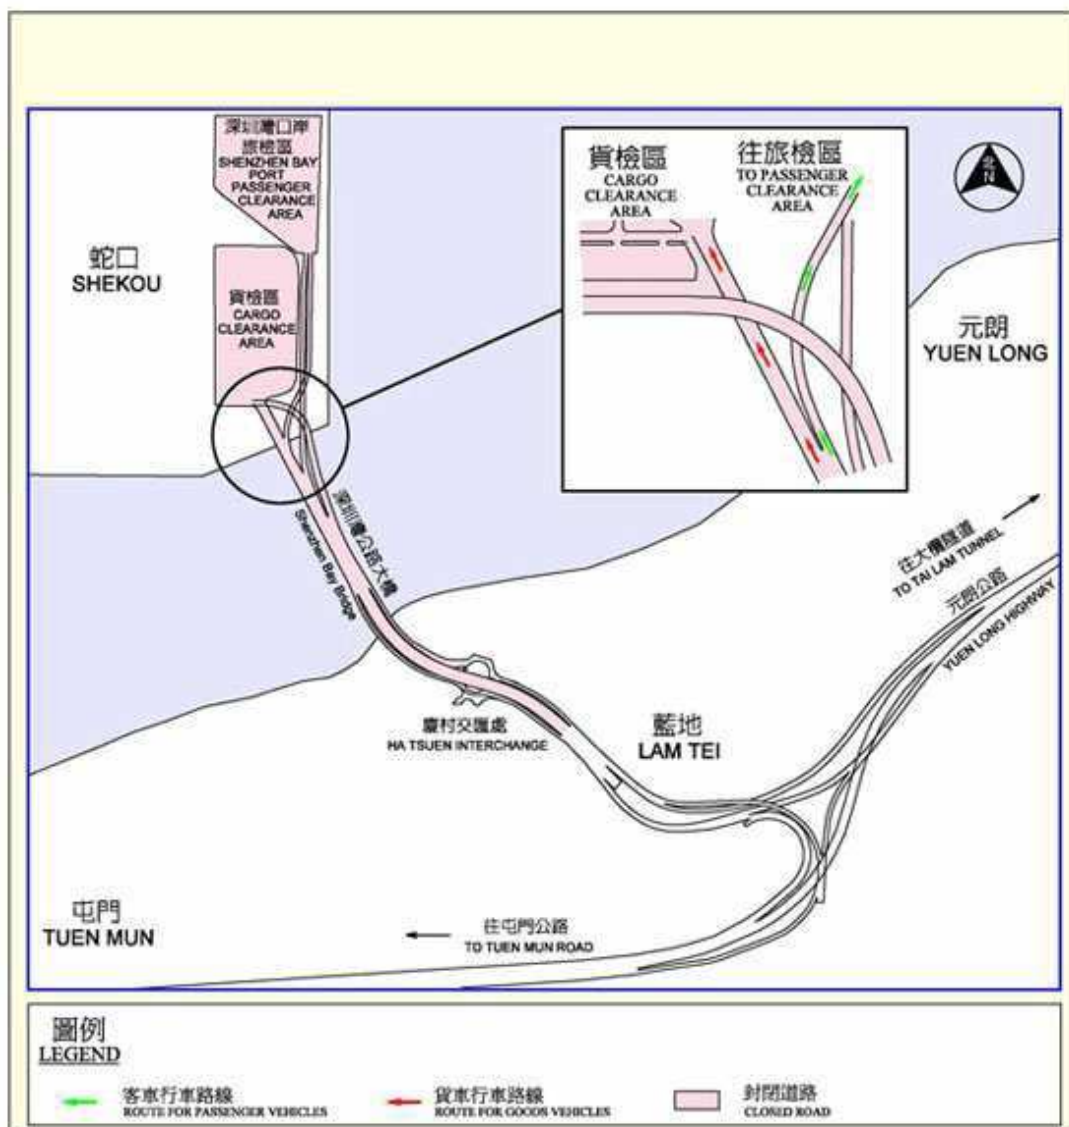 深圳灣口岸
旅檢區
SHENZHEN BAY
PORT
PASSENGER
CLEARANCE
AREA
貨檢區
CARGO
CLEARANCE
AREA
往旅檢區
TO PASSENGER
CLEARANCE
AREA
北
N
蛇口
SHEKOU
貨檢區
CARGO
CLEARANCE
AREA
元朗
YUEN LONG
深圳灣公路大橋
Shenzhen Bay Bridge
往大欖隧道
TO TAI LAM TUNNEL
元朗公路
YUEN LONG HIGHWAY
廈村交匯處
HA TSUEN INTERCHANGE
藍地
LAM TEI
屯門
TUEN MUN
往屯門公路
TO TUEN MUN ROAD
圖例
LEGEND
客車行車路線
ROUTE FOR PASSENGER VEHICLES
貨車行車路線
ROUTE FOR GOODS VEHICLES
封閉道路
CLOSED ROAD